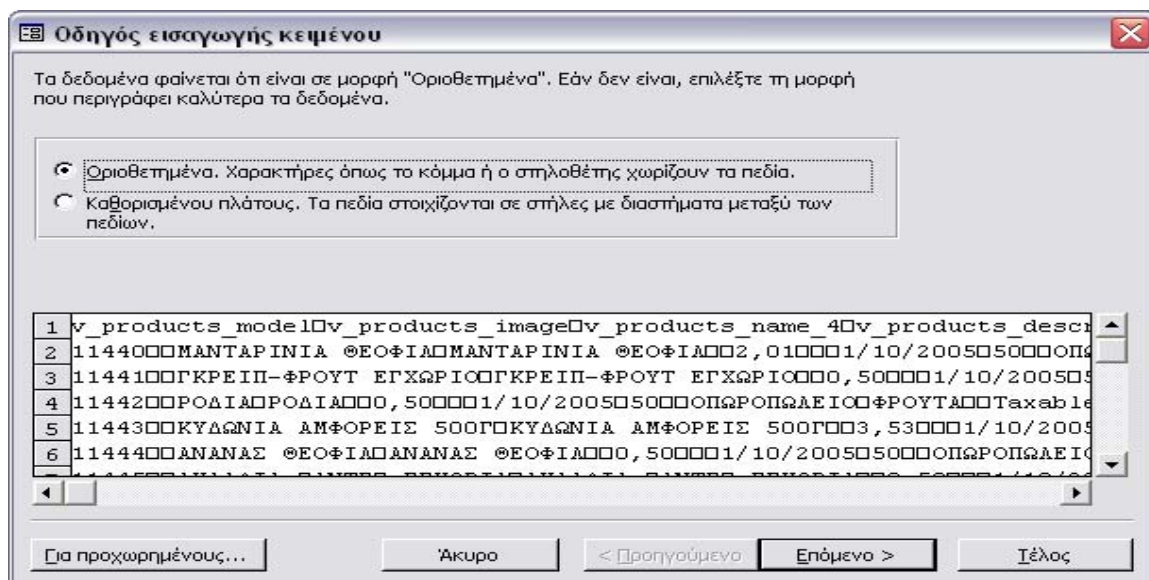 Οδηγός εισαγωγής κειμένου
Τα δεδομένα φαίνεται ότι είναι σε μορφή "Οριοθετημένα". Εάν δεν είναι, επιλέξτε τη μορφή
που περιγράφει καλύτερα τα δεδομένα.
Οριοθετημένα. Χαρακτήρες όπως το κόμμα ή ο στηλοθέτης χωρίζουν τα πεδία.
Καθορισμένου πλάτους. Τα πεδία στοιχίζονται σε στήλες με διαστήματα μεταξύ των
πεδίων.
1 v_products_model□v_products_image□v_products_name_4□v_products_descr
2 11440□□ΜΑΝΤΑΡΙΝΙΑ ΘΕΟΦΙΛ□ΜΑΝΤΑΡΙΝΙΑ ΘΕΟΦΙΛ□□2,01□□□1/10/2005□50□□ΟΠΩ
3 11441□□ΓΚΡΕΙΠ-ΦΡΟΥΤ ΕΓΧΩΡΙΟ□ΓΚΡΕΙΠ-ΦΡΟΥΤ ΕΓΧΩΡΙΟ□□0,50□□□1/10/2005□5
4 11442□□ΡΟΔΙΑ□ΡΟΔΙΑ□□0,50□□□1/10/2005□50□□ΟΠΩΡΟΠΩΛΕΙΟ□ΦΡΟΥΤΑ□□Taxable
5 11443□□ΚΥΔΩΝΙΑ ΑΜΦΟΡΕΙΣ 500Γ□ΚΥΔΩΝΙΑ ΑΜΦΟΡΕΙΣ 500Γ□□3,53□□□1/10/2005
6 11444□□ΑΝΑΝΑΣ ΘΕΟΦΙΛ□ΑΝΑΝΑΣ ΘΕΟΦΙΛ□□0,50□□□1/10/2005□50□□ΟΠΩΡΟΠΩΛΕΙΟ
Για προχωρημένους... Άκυρο < Προηγούμενο Επόμενο > Τέλος